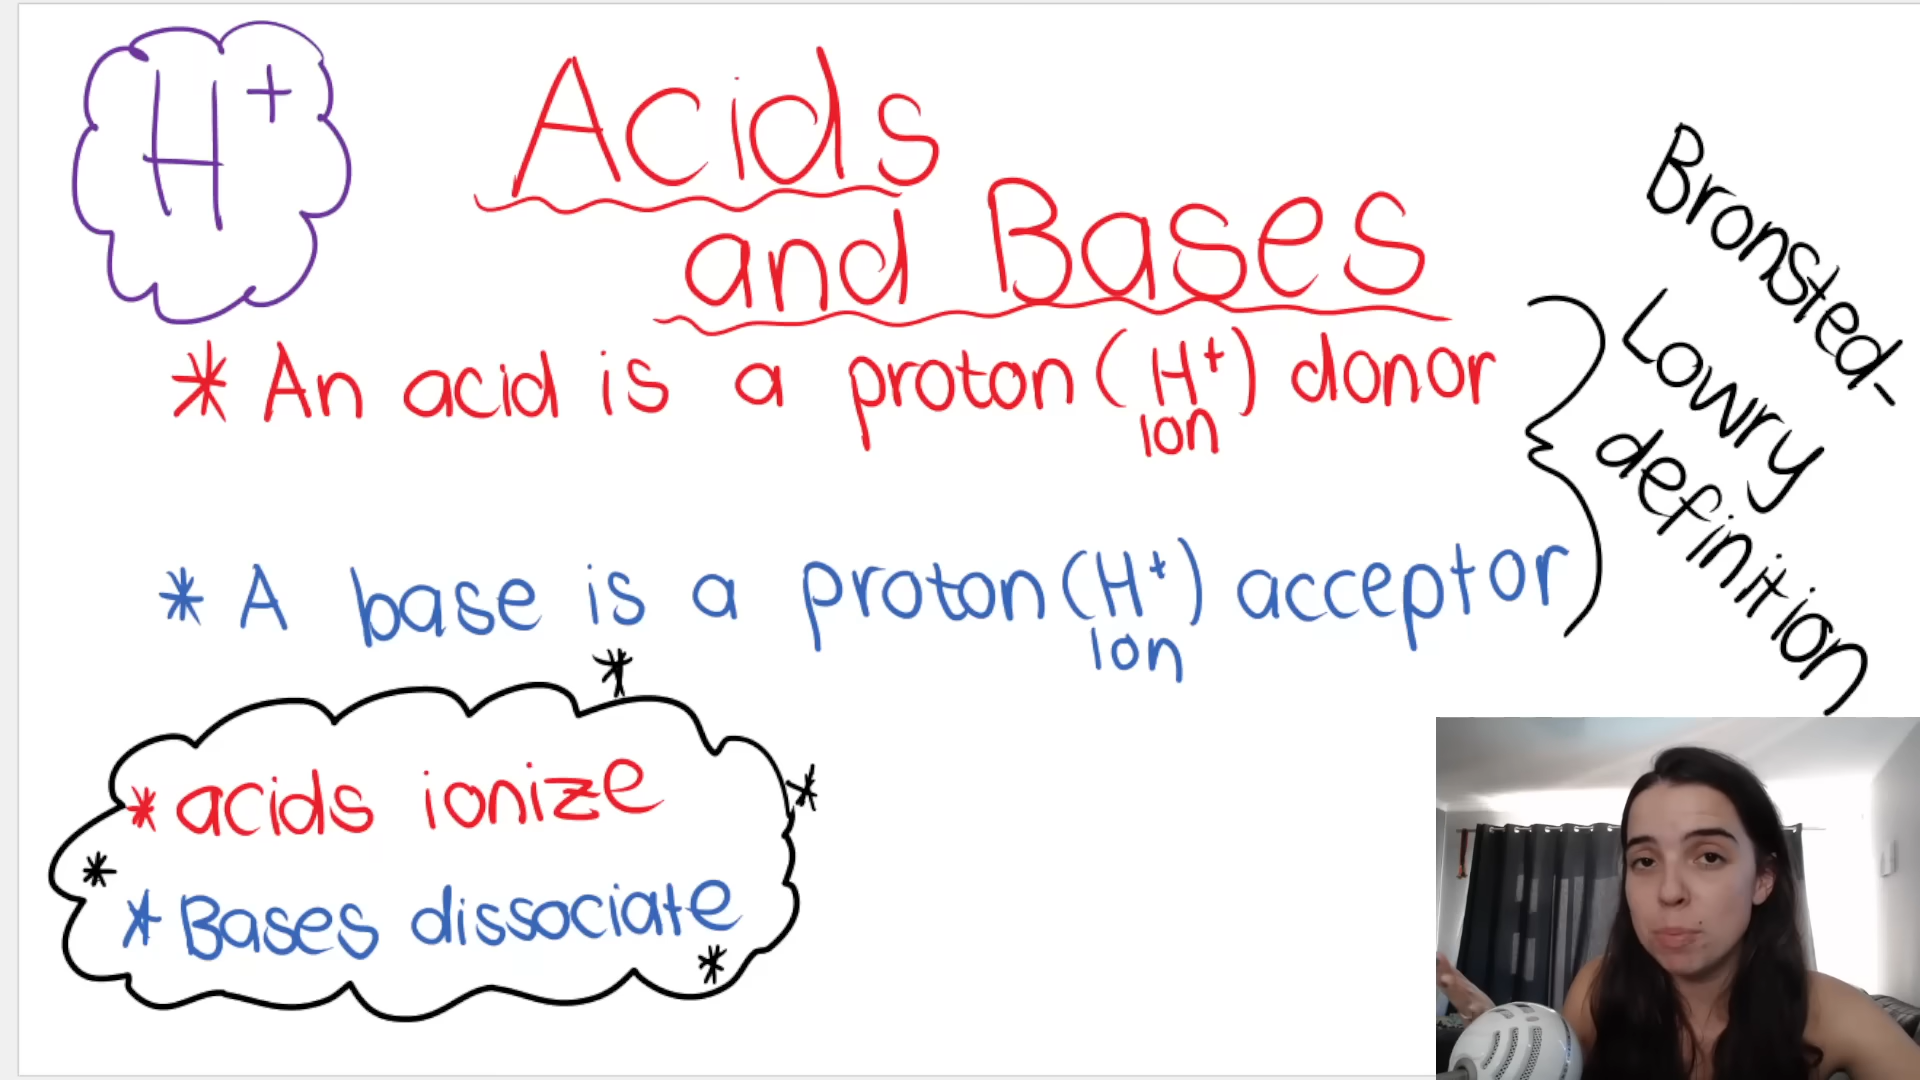 H+
Acids
and Bases
* An acid is a proton (H+) donor
ion
* A base is a proton (H+) acceptor
ion
Bronsted-
Lowry
definition
* acids ionize
* Bases dissociate